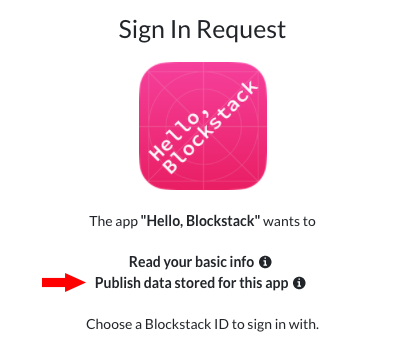 Sign In Request
Hello,
Blockstack
The app "Hello, Blockstack" wants to
Read your basic info
Publish data stored for this app
Choose a Blockstack ID to sign in with.